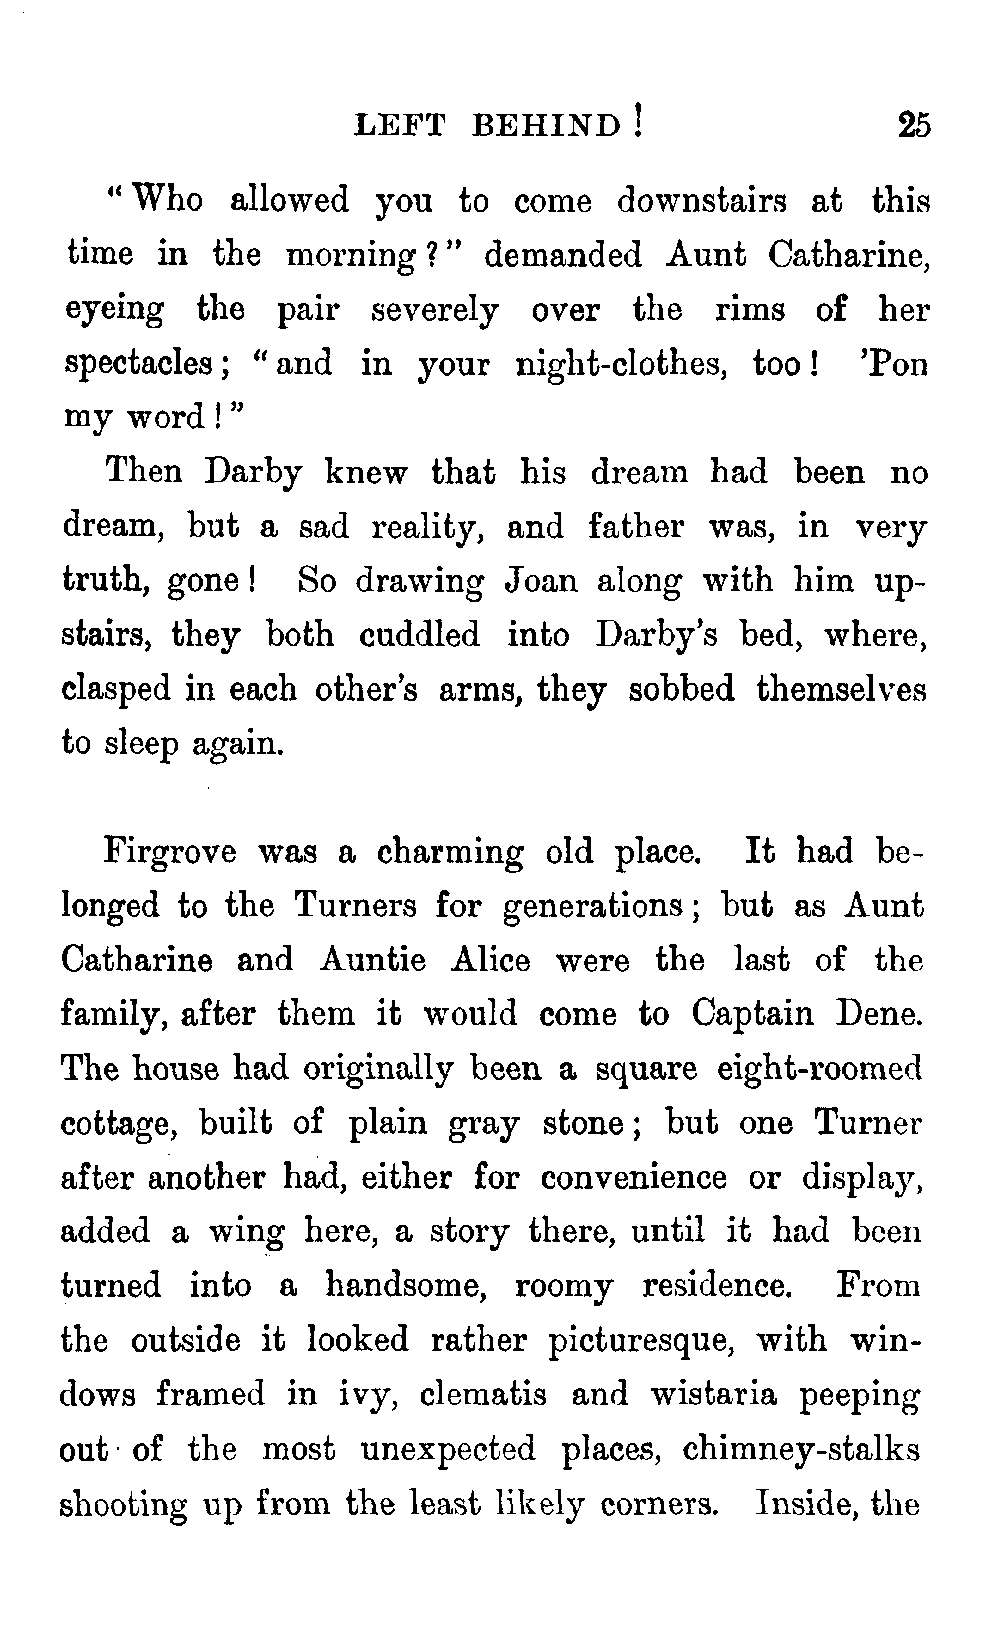 LEFT BEHIND! 25
“Who allowed you to come downstairs at this
time in the morning?” demanded Aunt Catharine,
eyeing the pair severely over the rims of her
spectacles; “and in your night-clothes, too! ’Pon
my word!”
Then Darby knew that his dream had been no
dream, but a sad reality, and father was, in very
truth, gone! So drawing Joan along with him up-
stairs, they both cuddled into Darby’s bed, where,
clasped in each other’s arms, they sobbed themselves
to sleep again.
Firgrove was a charming old place. It had be-
longed to the Turners for generations; but as Aunt
Catharine and Auntie Alice were the last of the
family, after them it would come to Captain Dene.
The house had originally been a square eight-roomed
cottage, built of plain gray stone; but one Turner
after another had, either for convenience or display,
added a wing here, a story there, until it had been
turned into a handsome, roomy residence. From
the outside it looked rather picturesque, with win-
dows framed in ivy, clematis and wistaria peeping
out of the most unexpected places, chimney-stalks
shooting up from the least likely corners. Inside, the